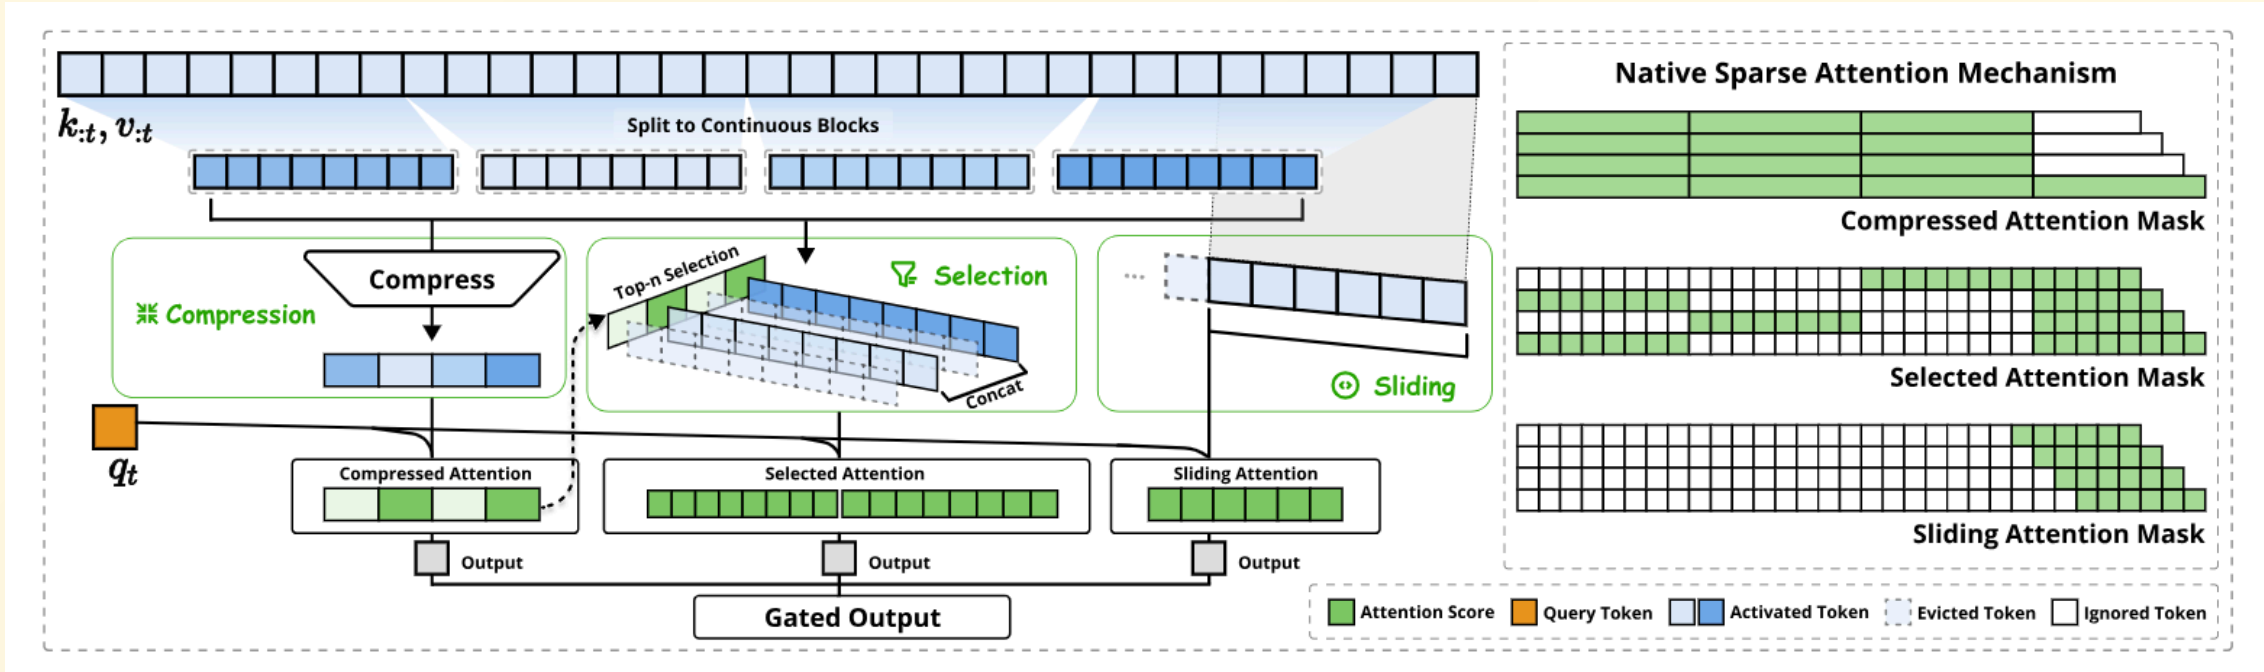 k:t, v:t
Split to Continuous Blocks
Compress
Compression
Top-n Selection
Selection
Concat
...
Sliding
qt
Compressed Attention
Selected Attention
Sliding Attention
Output
Output
Output
Gated Output
Native Sparse Attention Mechanism
Compressed Attention Mask
Selected Attention Mask
Sliding Attention Mask
Attention Score
Query Token
Activated Token
Evicted Token
Ignored Token